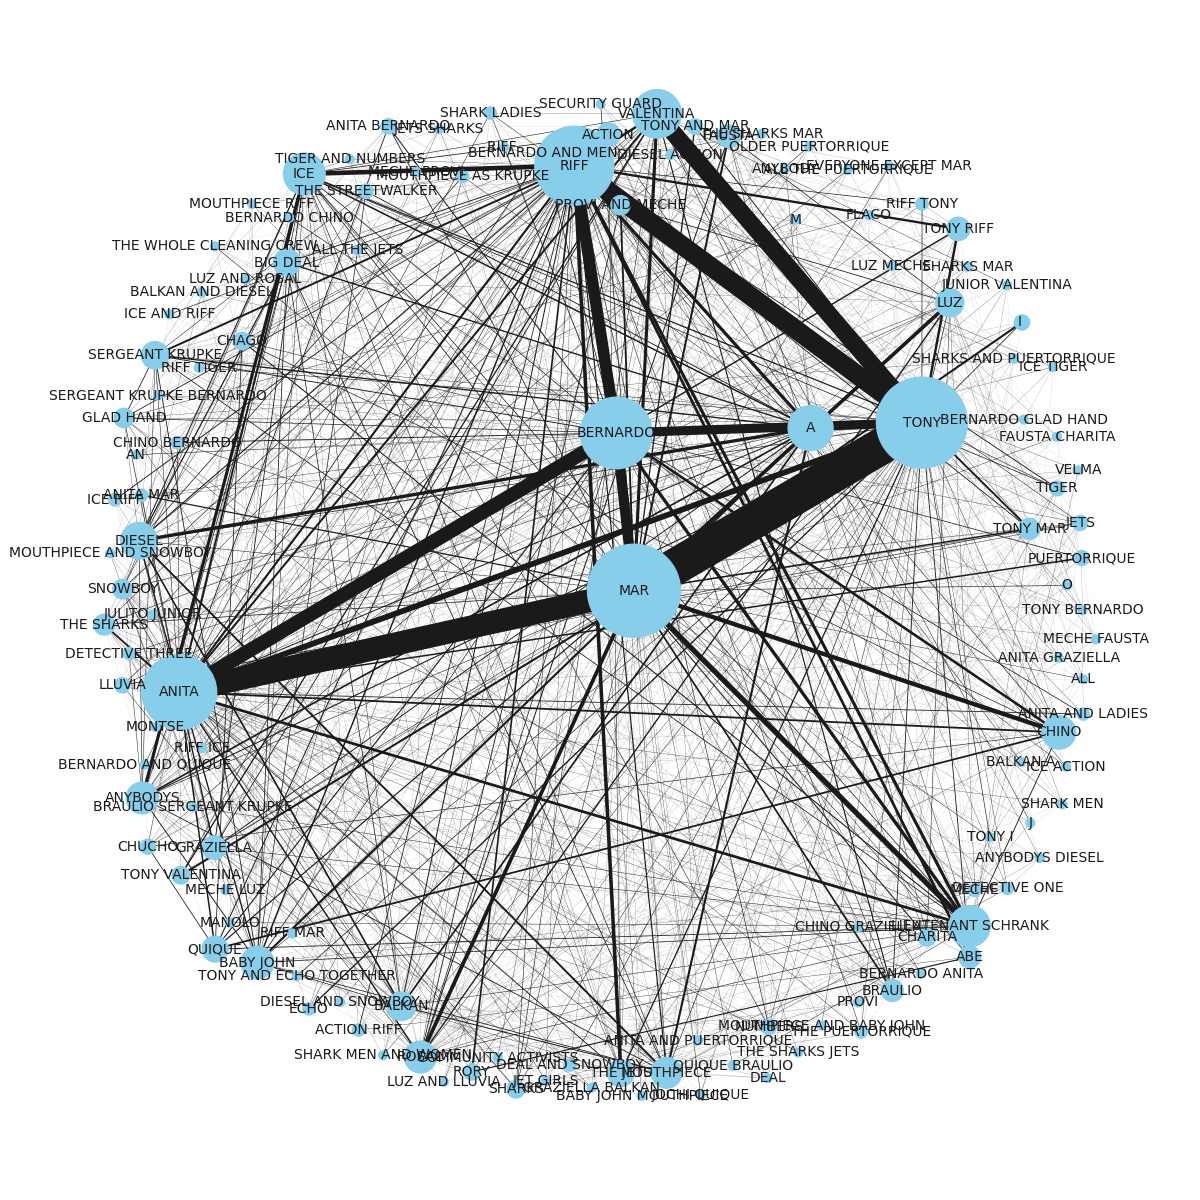 SECURITY GUARD
SHARK LADIES
VALENTINA
ANITA BERNARDO
JETS SHARKS
TONY AND MAR
THE SHARKS MAR
ACTION
FAUSTA
RIFF
OLDER PUERTORRIQUE
BERNARDO AND MEN
DIESEL ACTION
TIGER AND NUMBERS
RIFF
EVERYONE EXCEPT MAR
ALL THE PUERTORRIQUE
ICE
MOUTHPIECE AS KRUPKE
THE STREETWALKER
MOUTHPIECE RIFF
PROVI AND MECHE
RIFF TONY
BERNARDO CHINO
FLACO
M
TONY RIFF
THE WHOLE CLEANING CREW
ALL THE JETS
BIG DEAL
LUZ MECHE
SHARKS MAR
LUZ AND ROSAL
JUNIOR VALENTINA
BALKAN AND DIESEL
LUZ
ICE AND RIFF
I
CHAGO
SERGEANT KRUPKE
SHARKS AND PUERTORRIQUE
RIFF TIGER
ICE TIGER
SERGEANT KRUPKE BERNARDO
GLAD HAND
BERNARDO GLAD HAND
TONY
A
BERNARDO
FAUSTA CHARITA
CHINO BERNARDO
AN
VELMA
TIGER
ANITA MAR
ICE RIFF
JETS
TONY MAR
DIESEL
MOUTHPIECE AND SNOWBOY
PUERTORRIQUE
O
SNOWBOY
MAR
TONY BERNARDO
JULITO JUNIOR
THE SHARKS
MECHE FAUSTA
DETECTIVE THREE
ANITA GRAZIELLA
ALL
LLUVIA
ANITA
ANITA AND LADIES
MONTSE
CHINO
RIFF ICE
BALKAN A
BERNARDO AND QUIQUE
ICE ACTION
ANYBODYS
SHARK MEN
BRAULIO SERGEANT KRUPKE
J
TONY I
CHUCHO
GRAZIELLA
ANYBODYS DIESEL
TONY VALENTINA
MECHE LUZ
DETECTIVE ONE
MANOLO
CHINO GRAZIELLA
LIEUTENANT SCHRANK
RIFF MAR
CHARITA
QUIQUE
ABE
BABY JOHN
TONY AND ECHO TOGETHER
BERNARDO ANITA
BRAULIO
DIESEL AND SNOWBOY
PROVI
BALKAN
ECHO
MOUTHPIECE AND BABY JOHN
ACTION RIFF
THE PUERTORRIQUE
ANITA AND PUERTORRIQUE
THE SHARKS JETS
SHARK MEN AND WOMEN
COMMUNITY ACTIVISTS
DEAL AND SNOWBOY
QUIQUE BRAULIO
RORY
THE JETS
MOUTHPIECE
DEAL
LUZ AND LLUVIA
JET GIRLS
SHARKS
GRAZIELLA BALKAN
BABY JOHN MOUTHPIECE